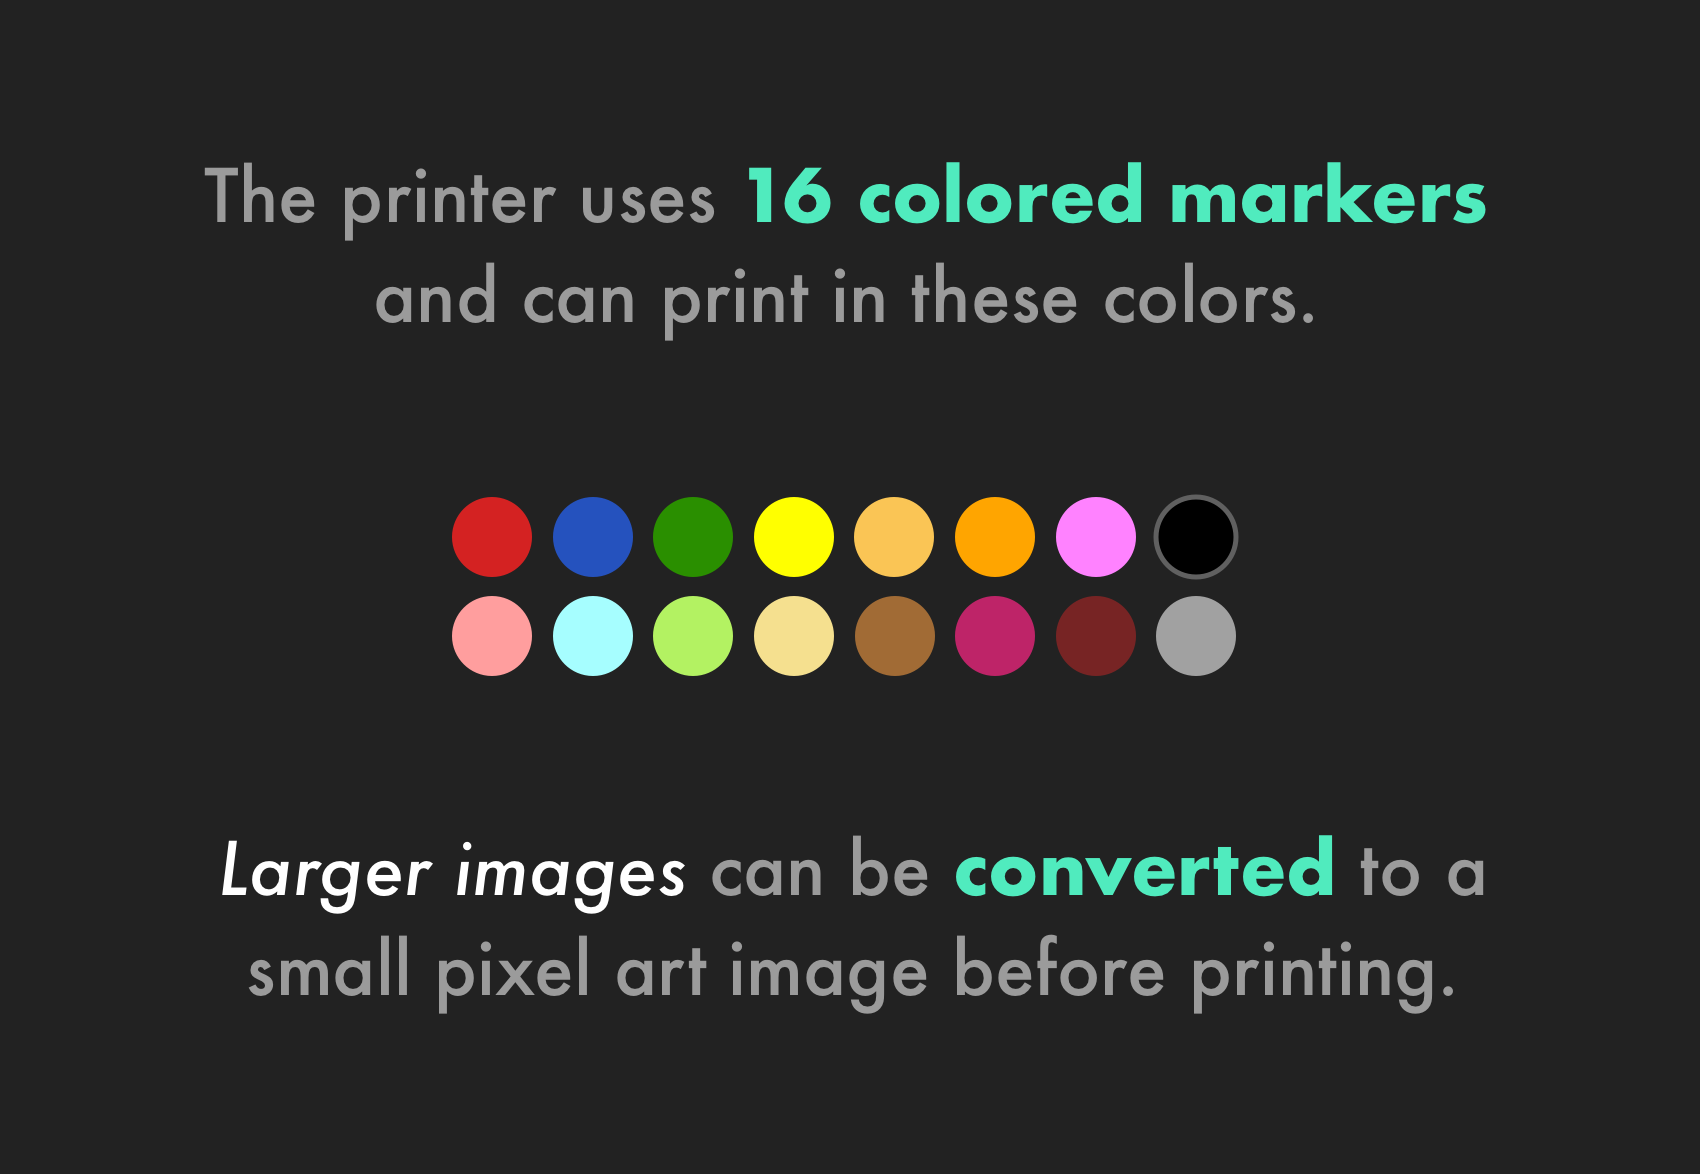 The printer uses 16 colored markers
and can print in these colors.
Larger images can be converted to a
small pixel art image before printing.